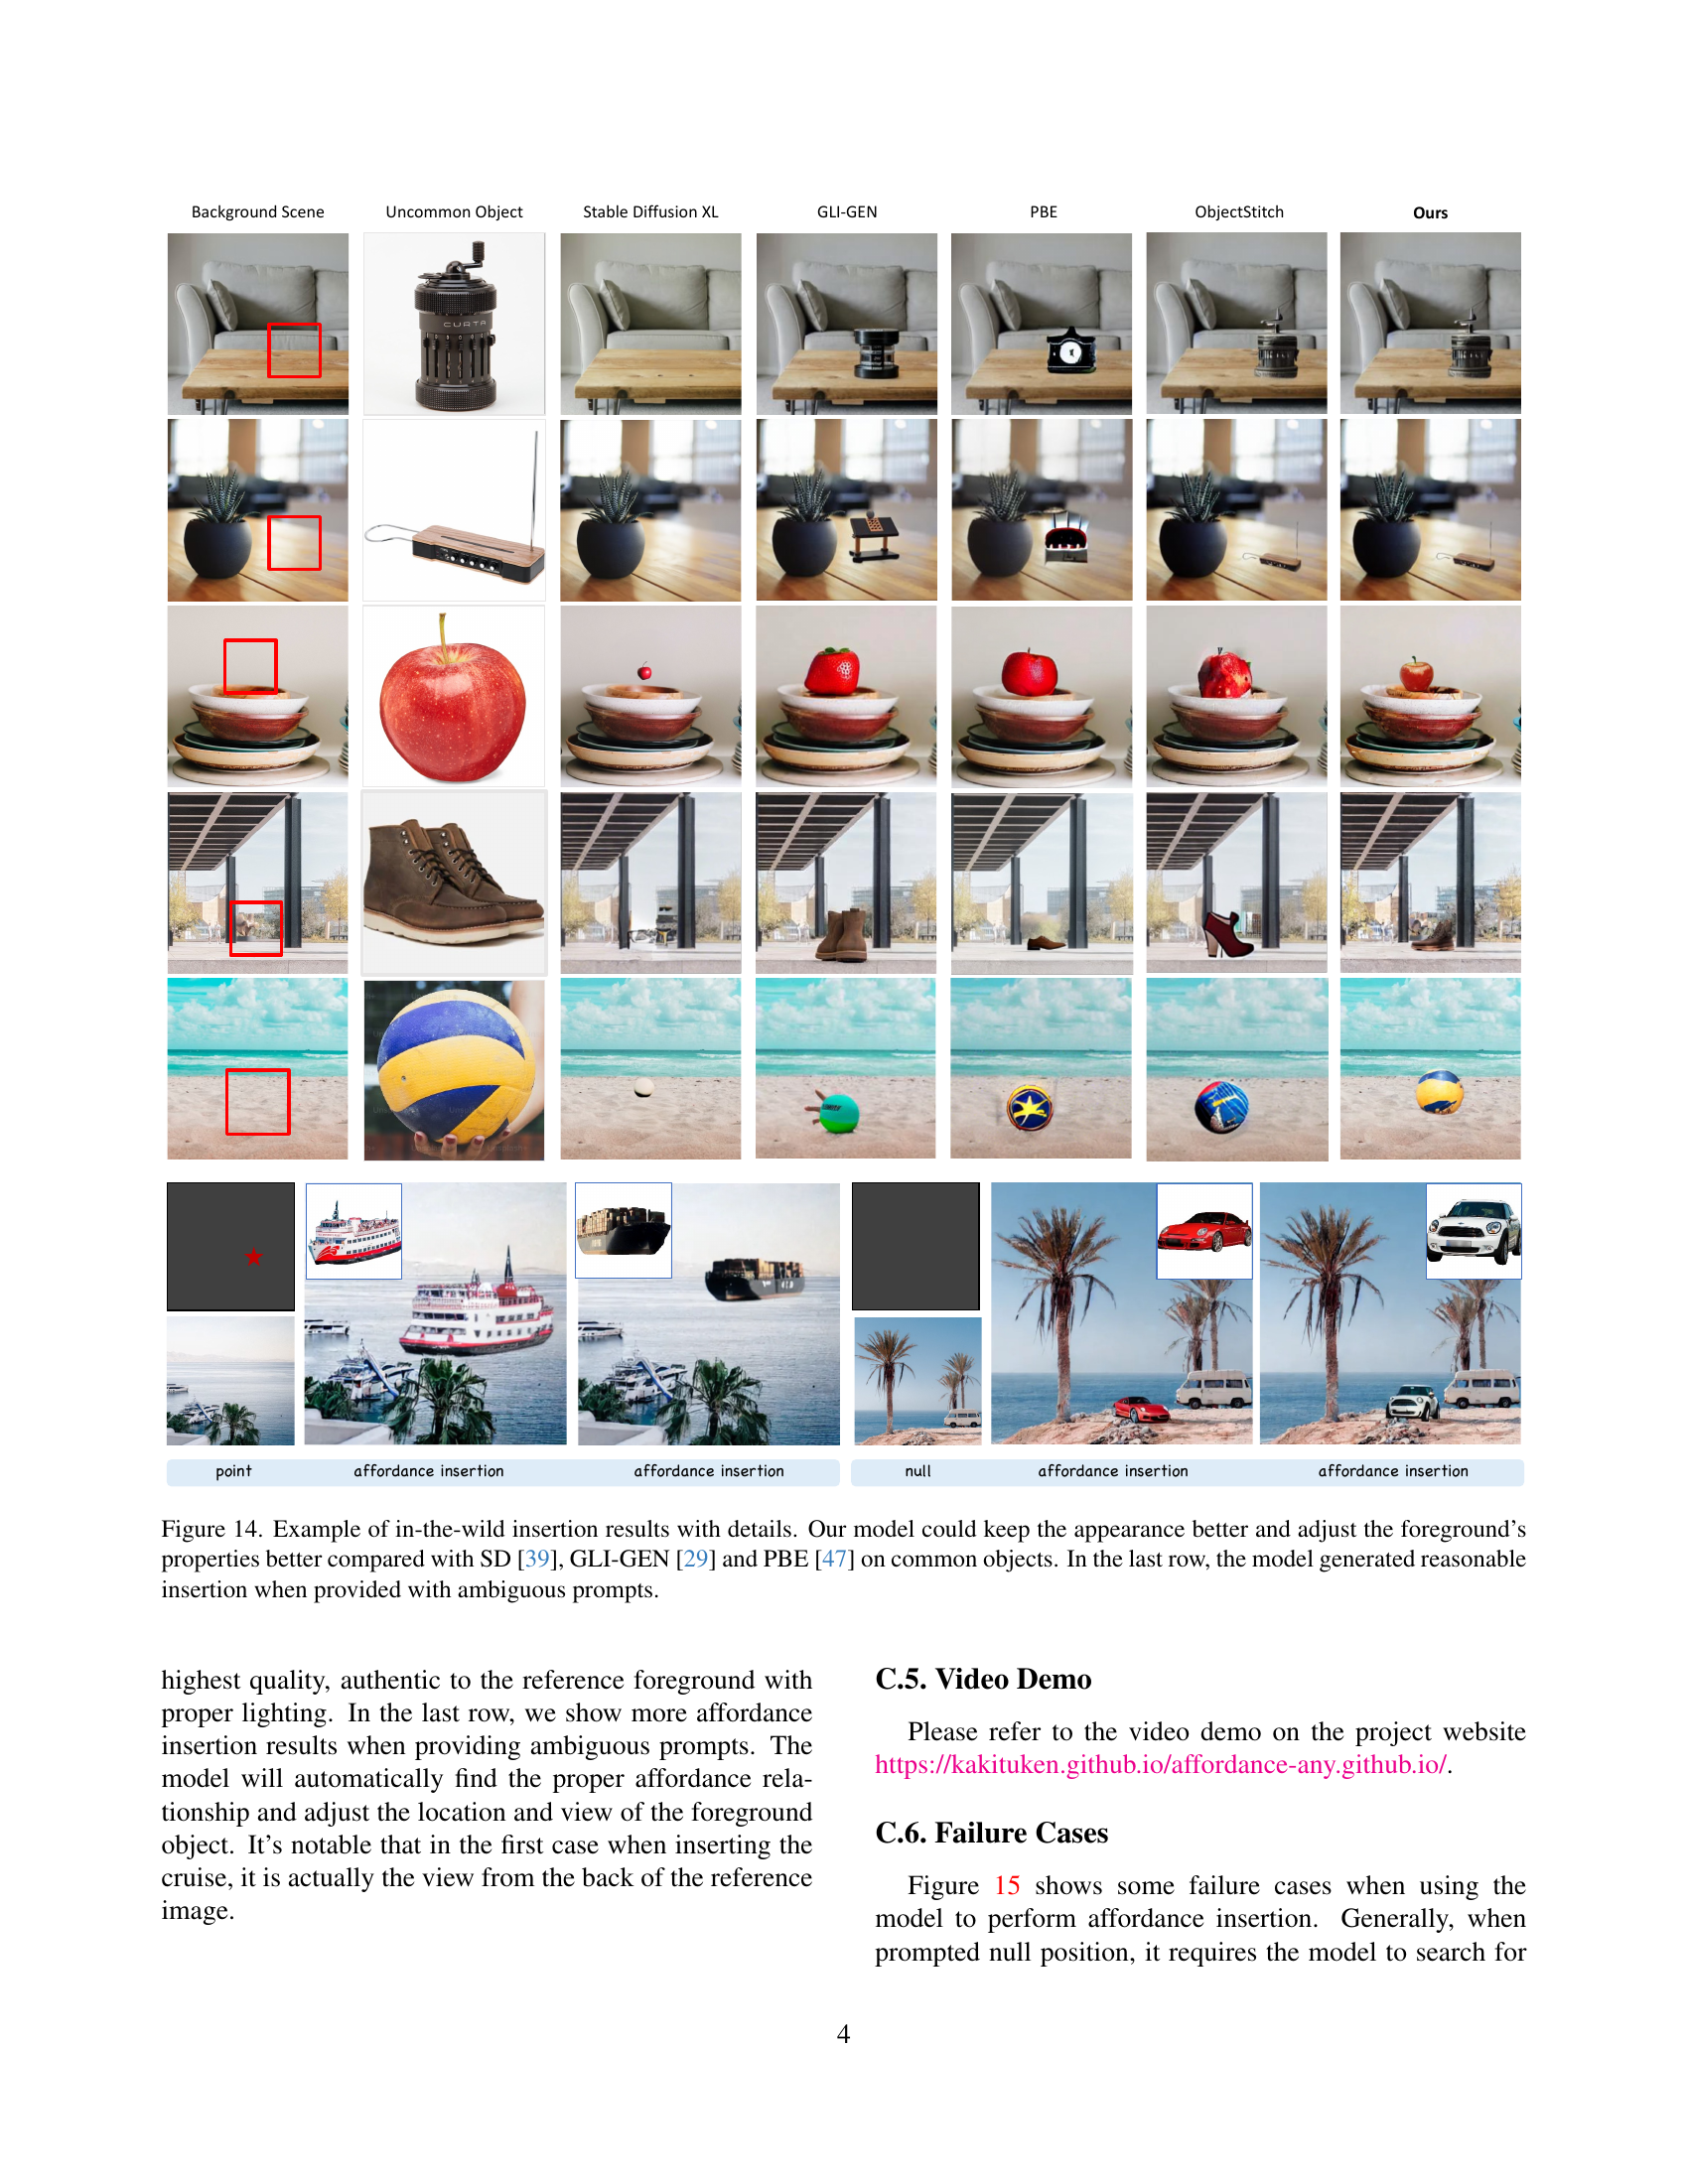 Background Scene
Uncommon Object
Stable Diffusion XL
GLI-GEN
PBE
ObjectStitch
Ours
CURTA
point
affordance insertion
affordance insertion
null
affordance insertion
affordance insertion
Figure 14. Example of in-the-wild insertion results with details. Our model could keep the appearance better and adjust the foreground's
properties better compared with SD [39], GLI-GEN [29] and PBE [47] on common objects. In the last row, the model generated reasonable
insertion when provided with ambiguous prompts.
highest quality, authentic to the reference foreground with
proper lighting. In the last row, we show more affordance
insertion results when providing ambiguous prompts. The
model will automatically find the proper affordance rela-
tionship and adjust the location and view of the foreground
object. It's notable that in the first case when inserting the
cruise, it is actually the view from the back of the reference
image.
C.5. Video Demo
Please refer to the video demo on the project website
https://kakituken.github.io/affordance-any.github.io/.
C.6. Failure Cases
Figure 15 shows some failure cases when using the
model to perform affordance insertion. Generally, when
prompted null position, it requires the model to search for
4